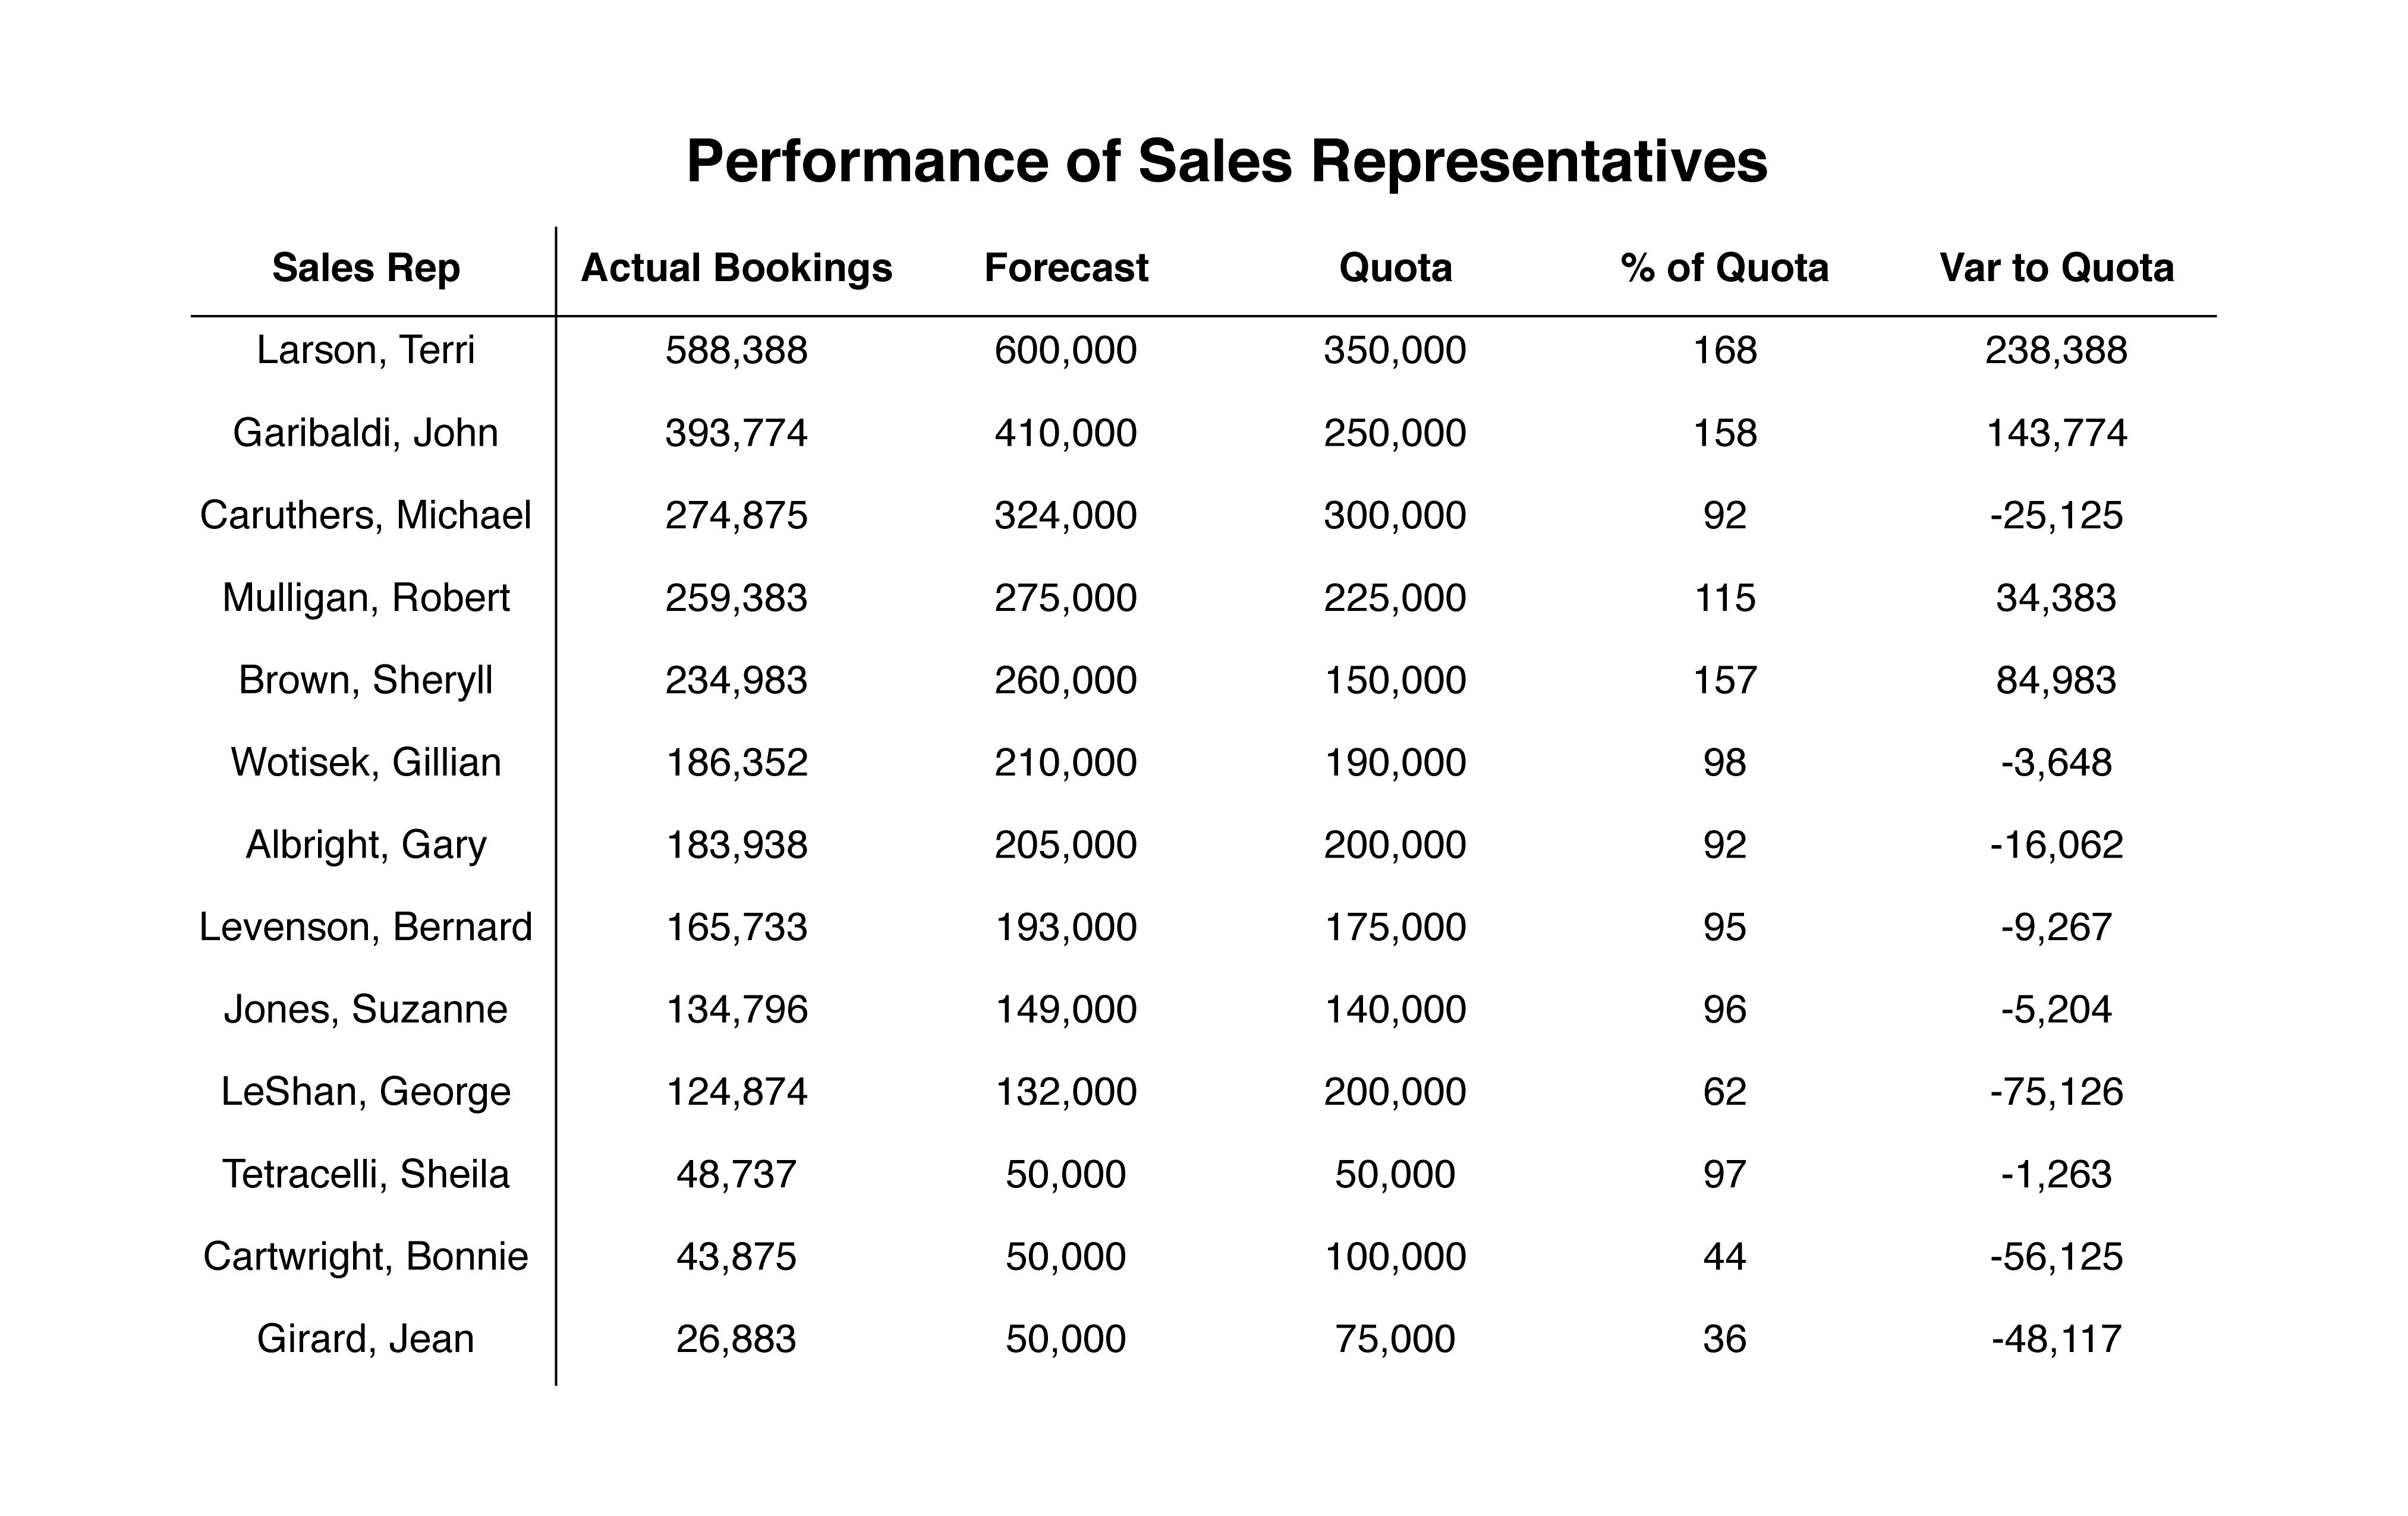 Performance of Sales Representatives
Sales Rep Actual Bookings Forecast Quota % of Quota Var to Quota
Larson, Terri 588,388 600,000 350,000 168 238,388
Garibaldi, John 393,774 410,000 250,000 158 143,774
Caruthers, Michael 274,875 324,000 300,000 92 -25,125
Mulligan, Robert 259,383 275,000 225,000 115 34,383
Brown, Sheryll 234,983 260,000 150,000 157 84,983
Wotisek, Gillian 186,352 210,000 190,000 98 -3,648
Albright, Gary 183,938 205,000 200,000 92 -16,062
Levenson, Bernard 165,733 193,000 175,000 95 -9,267
Jones, Suzanne 134,796 149,000 140,000 96 -5,204
LeShan, George 124,874 132,000 200,000 62 -75,126
Tetracelli, Sheila 48,737 50,000 50,000 97 -1,263
Cartwright, Bonnie 43,875 50,000 100,000 44 -56,125
Girard, Jean 26,883 50,000 75,000 36 -48,117